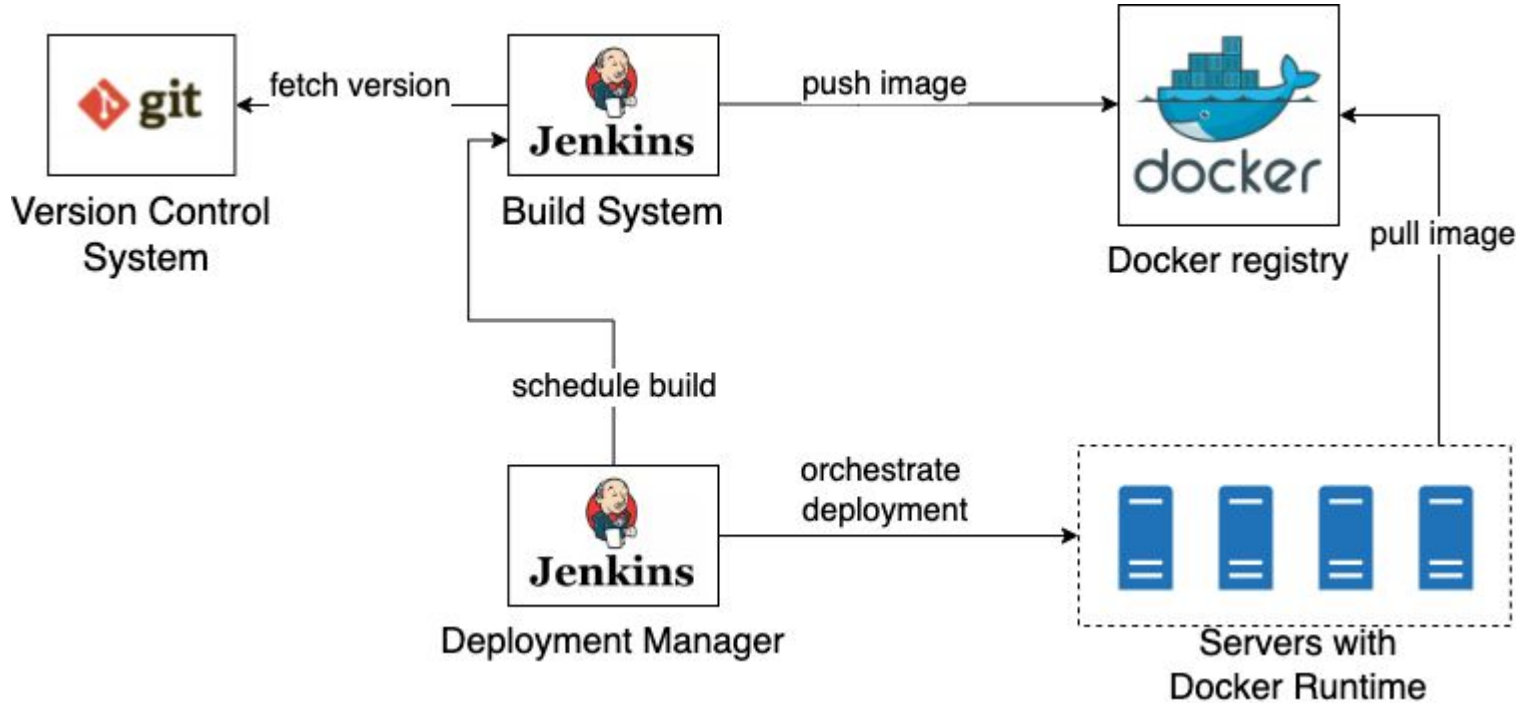 git
fetch version
Jenkins
push image
docker
Version Control
System
Build System
Docker registry
pull image
schedule build
Jenkins
orchestrate
deployment
Deployment Manager
Servers with
Docker Runtime